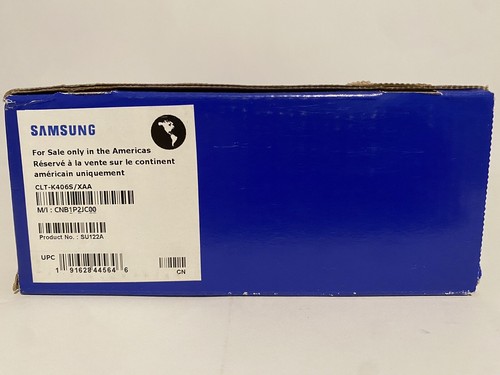 SAMSUNG
For Sale only in the Americas
Réservé à la vente sur le continent
américain uniquement
CLT-K406S/XAA
M/I : CNB1P2JC00
Product No. : SU122A
UPC
1 91628 44564 6
CN